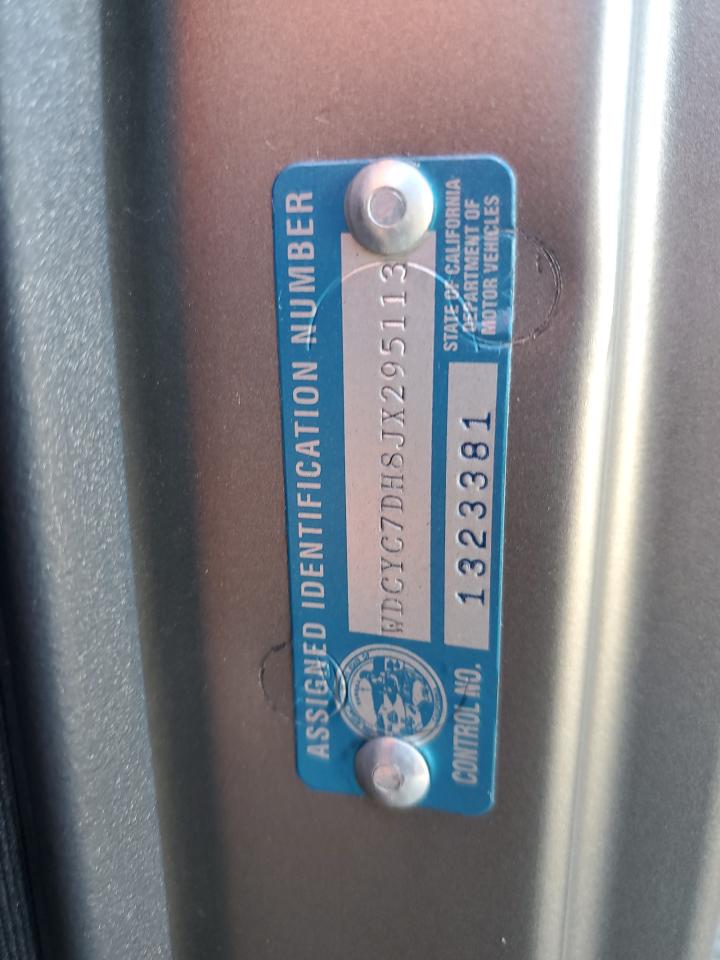 ASSIGNED IDENTIFICATION NUMBER
WDCYC7DH8JX295113
STATE OF CALIFORNIA
DEPARTMENT OF
MOTOR VEHICLES
CONTROL NO. 1323381